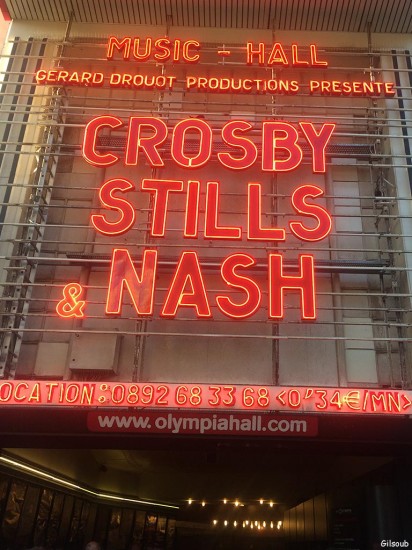 MUSIC - HALL
GERARD DROUOT PRODUCTIONS PRESENTE
CROSBY
STILLS
& NASH
LOCATION : 0892 68 33 68 <0'34€/MN>
www.olympiahall.com
Gilsoub